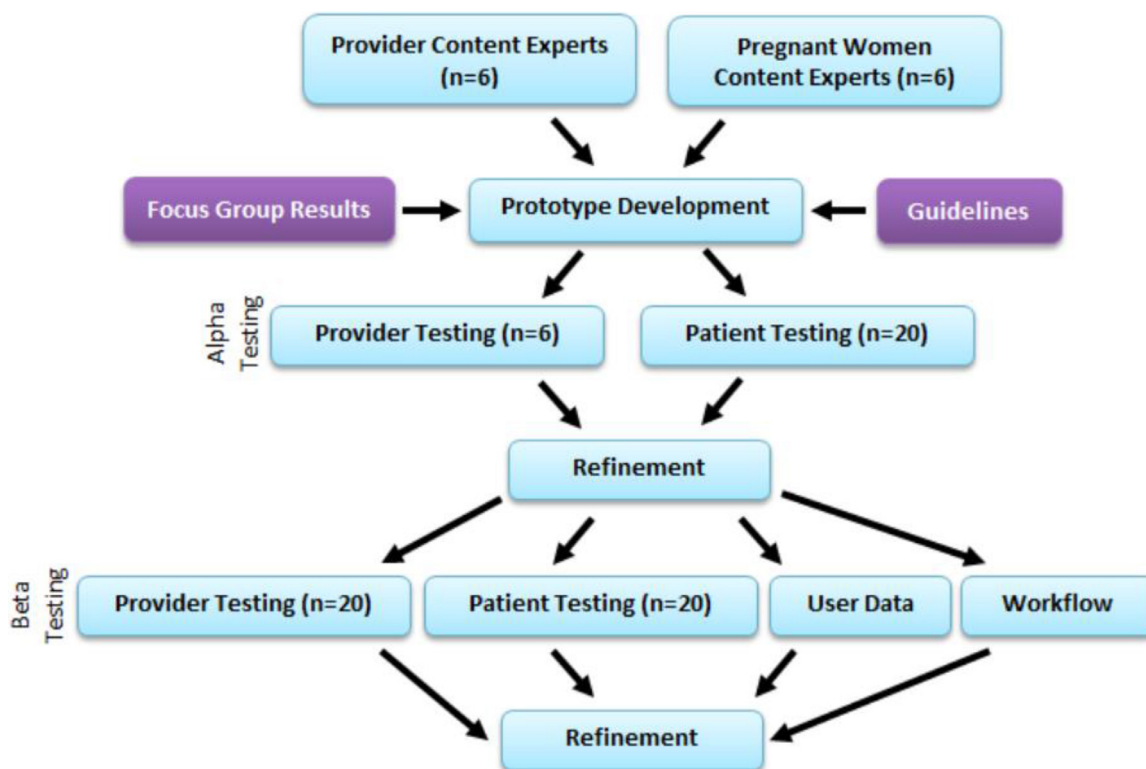 Provider Content Experts
(n=6)
Pregnant Women
Content Experts (n=6)
Focus Group Results
Prototype Development
Guidelines
Alpha
Testing
Provider Testing (n=6)
Patient Testing (n=20)
Refinement
Beta
Testing
Provider Testing (n=20)
Patient Testing (n=20)
User Data
Workflow
Refinement